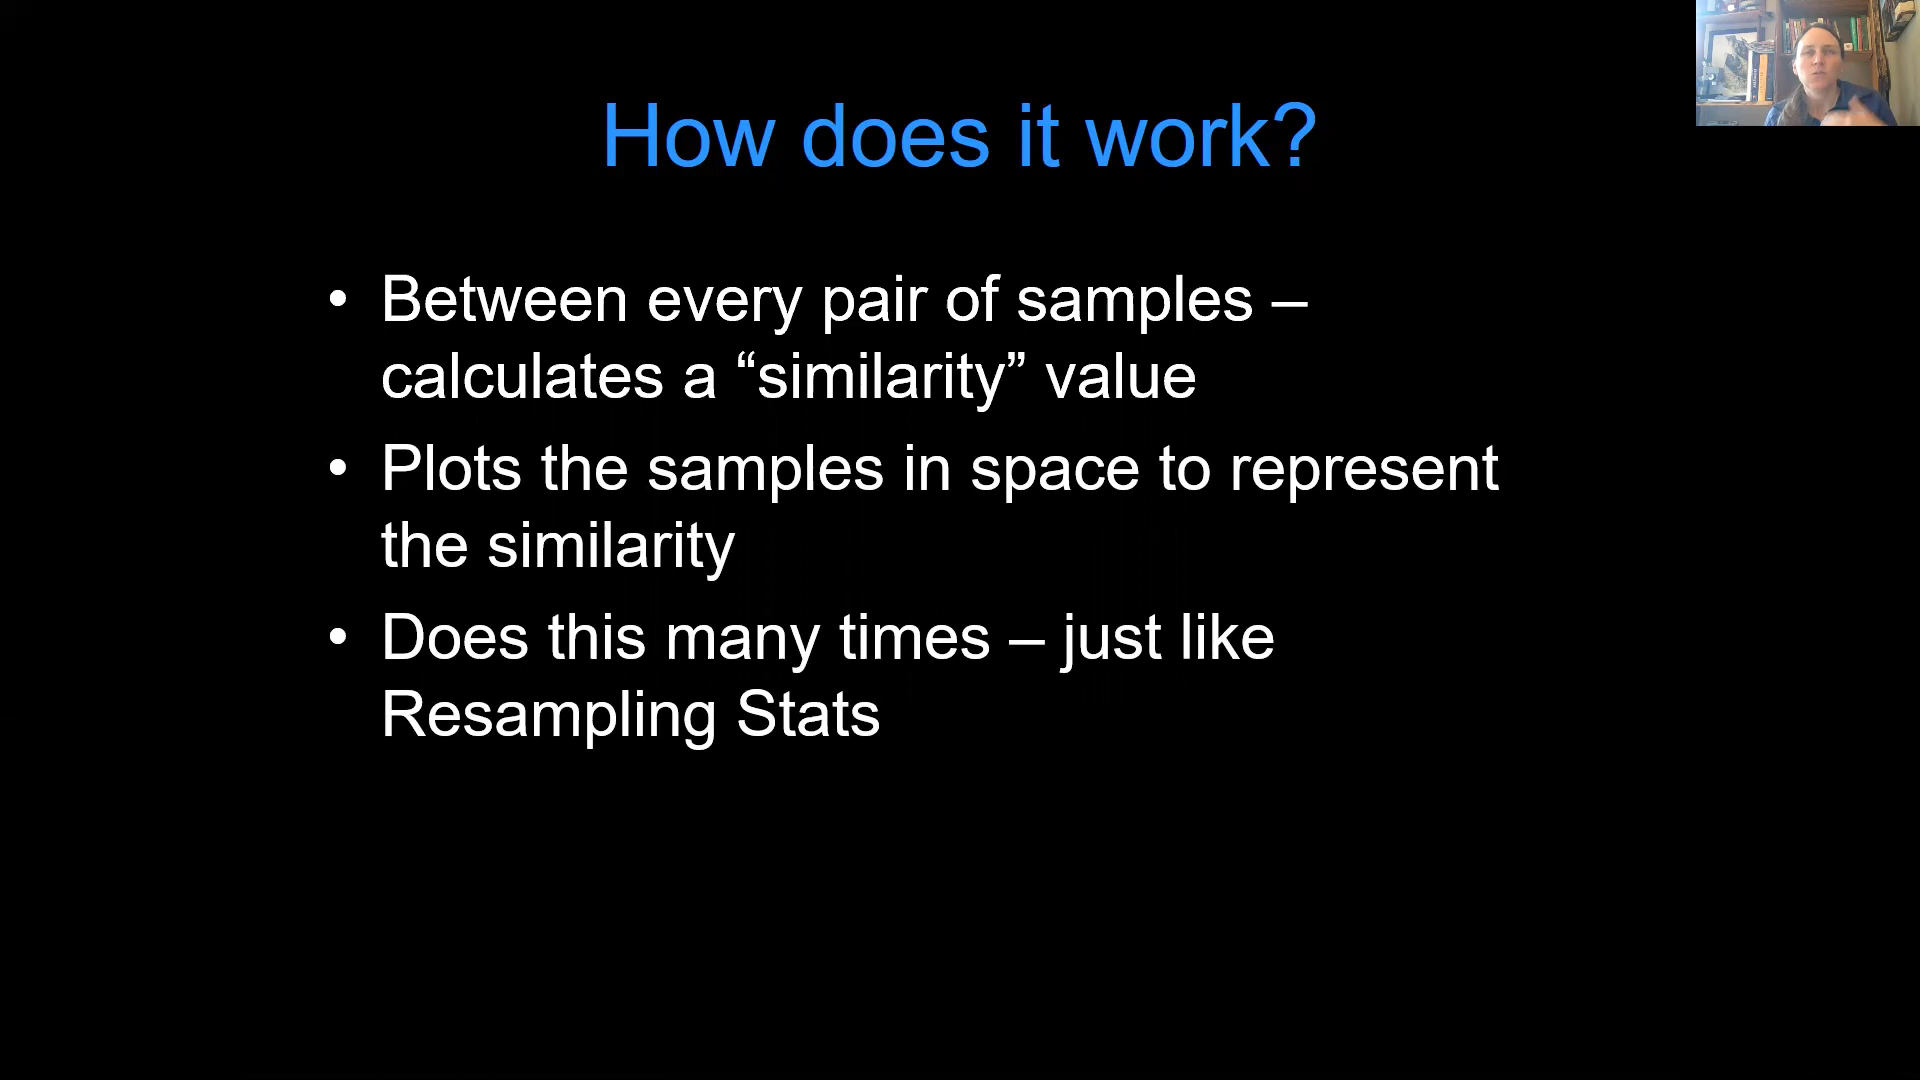 How does it work?
• Between every pair of samples –
calculates a “similarity” value
• Plots the samples in space to represent
the similarity
• Does this many times – just like
Resampling Stats